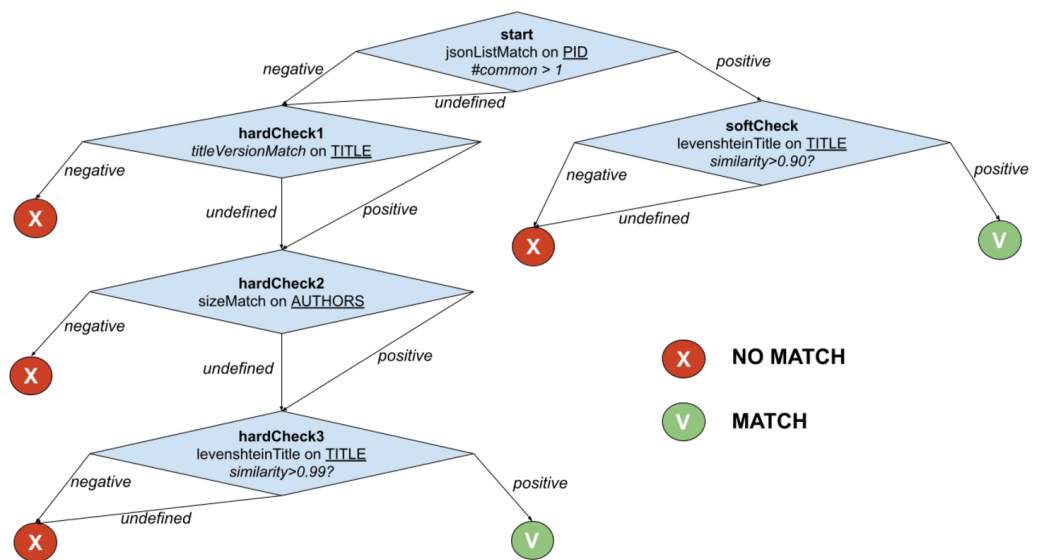 start
jsonListMatch on PID
#common > 1
negative
positive
undefined
hardCheck1
titleVersionMatch on TITLE
softCheck
levenshteinTitle on TITLE
similarity>0.90?
negative
negative
positive
undefined
positive
undefined
X
X
V
hardCheck2
sizeMatch on AUTHORS
negative
undefined
positive
X
X
NO MATCH
V
MATCH
hardCheck3
levenshteinTitle on TITLE
similarity>0.99?
negative
positive
undefined
X
V